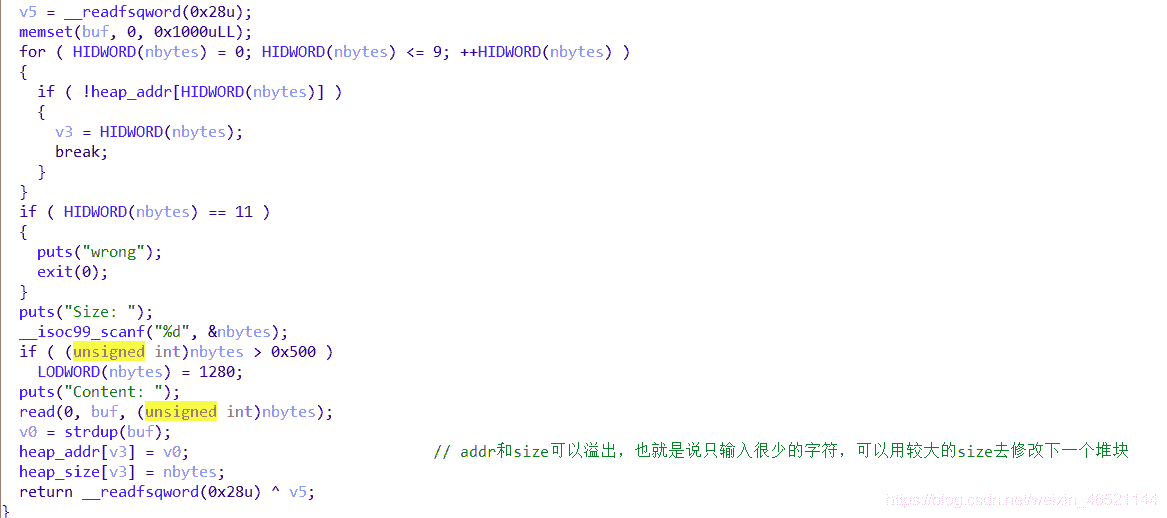 v5 = __readfsqword(0x28u);
memset(buf, 0, 0x1000uLL);
for ( HIDWORD(nbytes) = 0; HIDWORD(nbytes) <= 9; ++HIDWORD(nbytes) )
{
if ( !heap_addr[HIDWORD(nbytes)] )
{
v3 = HIDWORD(nbytes);
break;
}
}
if ( HIDWORD(nbytes) == 11 )
{
puts("wrong");
exit(0);
}
puts("Size: ");
__isoc99_scanf("%d", &nbytes);
if ( (unsigned int)nbytes > 0x500 )
LODWORD(nbytes) = 1280;
puts("Content: ");
read(0, buf, (unsigned int)nbytes);
v0 = strdup(buf);
heap_addr[v3] = v0; // addr和size可以溢出，也就是说只输入很少的字符，可以用较大的size去修改下一个堆块
heap_size[v3] = nbytes;
return __readfsqword(0x28u) ^ v5;
}
https://blog.csdn.net/weixin_46521144